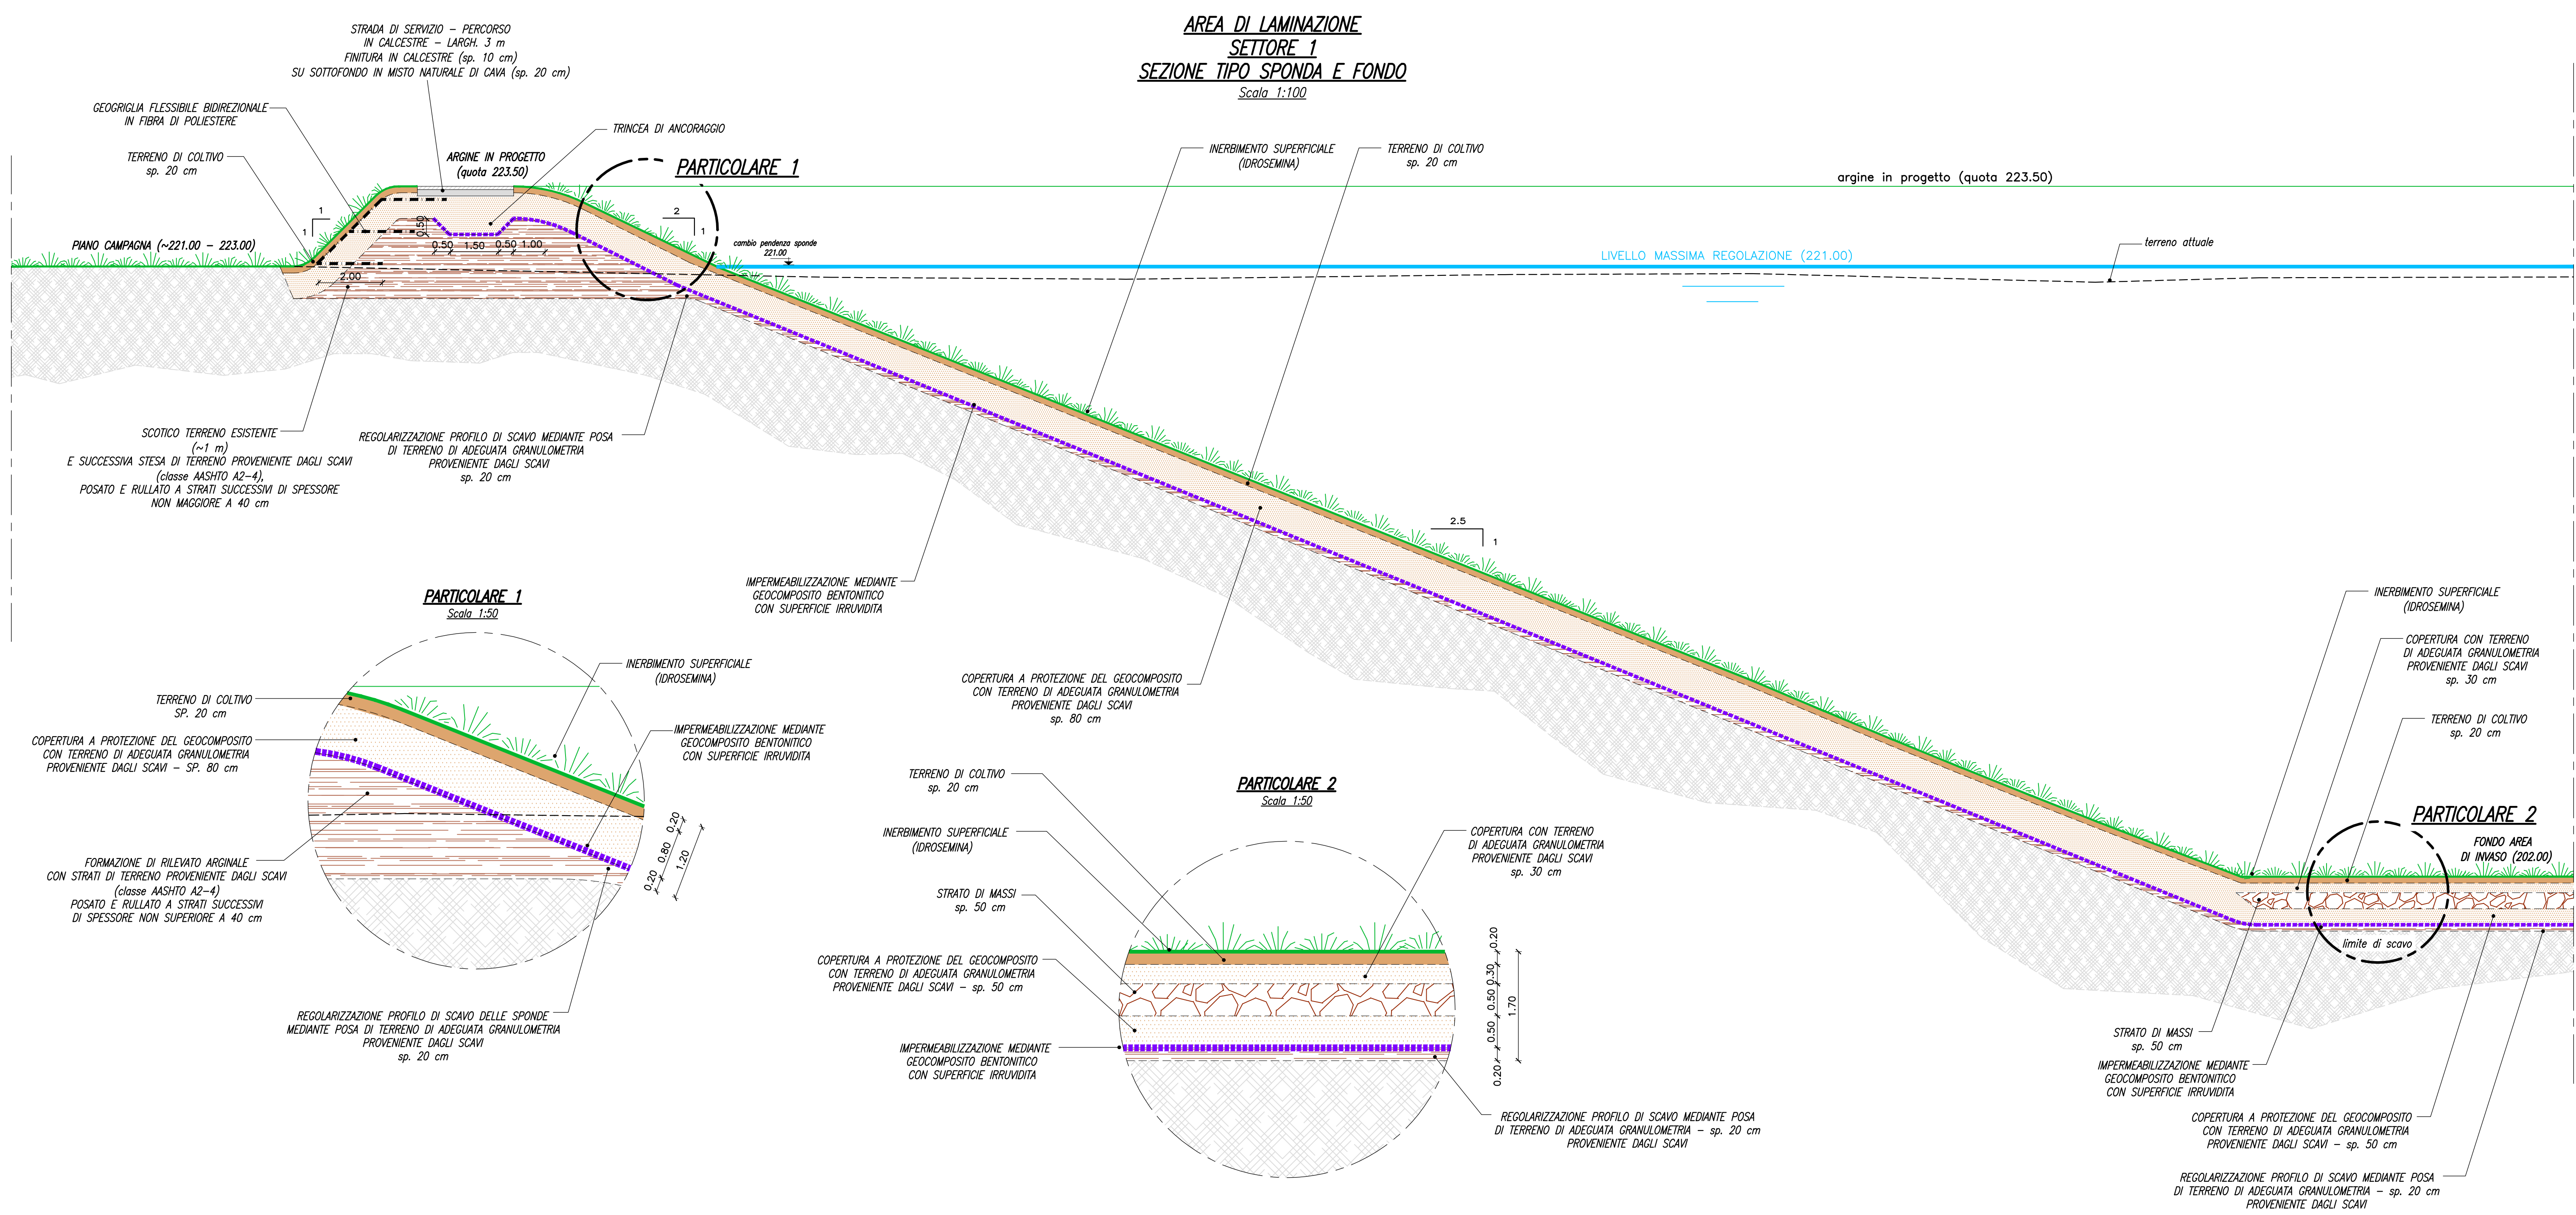 AREA DI LAMINAZIONE
SETTORE 1
SEZIONE TIPO SPONDA E FONDO
Scala 1:100
STRADA DI SERVIZIO – PERCORSO
IN CALCESTRE – LARGH. 3 m
FINITURA IN CALCESTRE (sp. 10 cm)
SU SOTTOFONDO IN MISTO NATURALE DI CAVA (sp. 20 cm)
GEOGRIGLIA FLESSIBILE BIDIREZIONALE
IN FIBRA DI POLIESTERE
TERRENO DI COLTIVO
sp. 20 cm
ARGINE IN PROGETTO
(quota 223.50)
TRINCEA DI ANCORAGGIO
PARTICOLARE 1
INERBIMENTO SUPERFICIALE
(IDROSEMINA)
TERRENO DI COLTIVO
sp. 20 cm
argine in progetto (quota 223.50)
1
1
2
1
0.50
0.50
1.50
0.50
1.00
2.00
PIANO CAMPAGNA (~221.00 – 223.00)
cambio pendenza sponde
221.00
LIVELLO MASSIMA REGOLAZIONE (221.00)
terreno attuale
SCOTICO TERRENO ESISTENTE
(~1 m)
E SUCCESSIVA STESA DI TERRENO PROVENIENTE DAGLI SCAVI
(classe AASHTO A2–4),
POSATO E RULLATO A STRATI SUCCESSIVI DI SPESSORE
NON MAGGIORE A 40 cm
REGOLARIZZAZIONE PROFILO DI SCAVO MEDIANTE POSA
DI TERRENO DI ADEGUATA GRANULOMETRIA
PROVENIENTE DAGLI SCAVI
sp. 20 cm
2.5
1
IMPERMEABILIZZAZIONE MEDIANTE
GEOCOMPOSITO BENTONITICO
CON SUPERFICIE IRRUVIDITA
COPERTURA A PROTEZIONE DEL GEOCOMPOSITO
CON TERRENO DI ADEGUATA GRANULOMETRIA
PROVENIENTE DAGLI SCAVI
sp. 80 cm
PARTICOLARE 1
Scala 1:50
INERBIMENTO SUPERFICIALE
(IDROSEMINA)
TERRENO DI COLTIVO
SP. 20 cm
COPERTURA A PROTEZIONE DEL GEOCOMPOSITO
CON TERRENO DI ADEGUATA GRANULOMETRIA
PROVENIENTE DAGLI SCAVI – SP. 80 cm
IMPERMEABILIZZAZIONE MEDIANTE
GEOCOMPOSITO BENTONITICO
CON SUPERFICIE IRRUVIDITA
0.20
0.80
0.20
1.20
FORMAZIONE DI RILEVATO ARGINALE
CON STRATI DI TERRENO PROVENIENTE DAGLI SCAVI
(classe AASHTO A2–4)
POSATO E RULLATO A STRATI SUCCESSIVI
DI SPESSORE NON SUPERIORE A 40 cm
REGOLARIZZAZIONE PROFILO DI SCAVO DELLE SPONDE
MEDIANTE POSA DI TERRENO DI ADEGUATA GRANULOMETRIA
PROVENIENTE DAGLI SCAVI
sp. 20 cm
PARTICOLARE 2
Scala 1:50
TERRENO DI COLTIVO
sp. 20 cm
INERBIMENTO SUPERFICIALE
(IDROSEMINA)
STRATO DI MASSI
sp. 50 cm
COPERTURA A PROTEZIONE DEL GEOCOMPOSITO
CON TERRENO DI ADEGUATA GRANULOMETRIA
PROVENIENTE DAGLI SCAVI – sp. 50 cm
IMPERMEABILIZZAZIONE MEDIANTE
GEOCOMPOSITO BENTONITICO
CON SUPERFICIE IRRUVIDITA
COPERTURA CON TERRENO
DI ADEGUATA GRANULOMETRIA
PROVENIENTE DAGLI SCAVI
sp. 30 cm
0.20
0.30
0.50
0.50
0.20
1.70
REGOLARIZZAZIONE PROFILO DI SCAVO MEDIANTE POSA
DI TERRENO DI ADEGUATA GRANULOMETRIA – sp. 20 cm
PROVENIENTE DAGLI SCAVI
INERBIMENTO SUPERFICIALE
(IDROSEMINA)
COPERTURA CON TERRENO
DI ADEGUATA GRANULOMETRIA
PROVENIENTE DAGLI SCAVI
sp. 30 cm
TERRENO DI COLTIVO
sp. 20 cm
PARTICOLARE 2
FONDO AREA
DI INVASO (202.00)
limite di scavo
STRATO DI MASSI
sp. 50 cm
IMPERMEABILIZZAZIONE MEDIANTE
GEOCOMPOSITO BENTONITICO
CON SUPERFICIE IRRUVIDITA
COPERTURA A PROTEZIONE DEL GEOCOMPOSITO
CON TERRENO DI ADEGUATA GRANULOMETRIA
PROVENIENTE DAGLI SCAVI – sp. 50 cm
REGOLARIZZAZIONE PROFILO DI SCAVO MEDIANTE POSA
DI TERRENO DI ADEGUATA GRANULOMETRIA – sp. 20 cm
PROVENIENTE DAGLI SCAVI